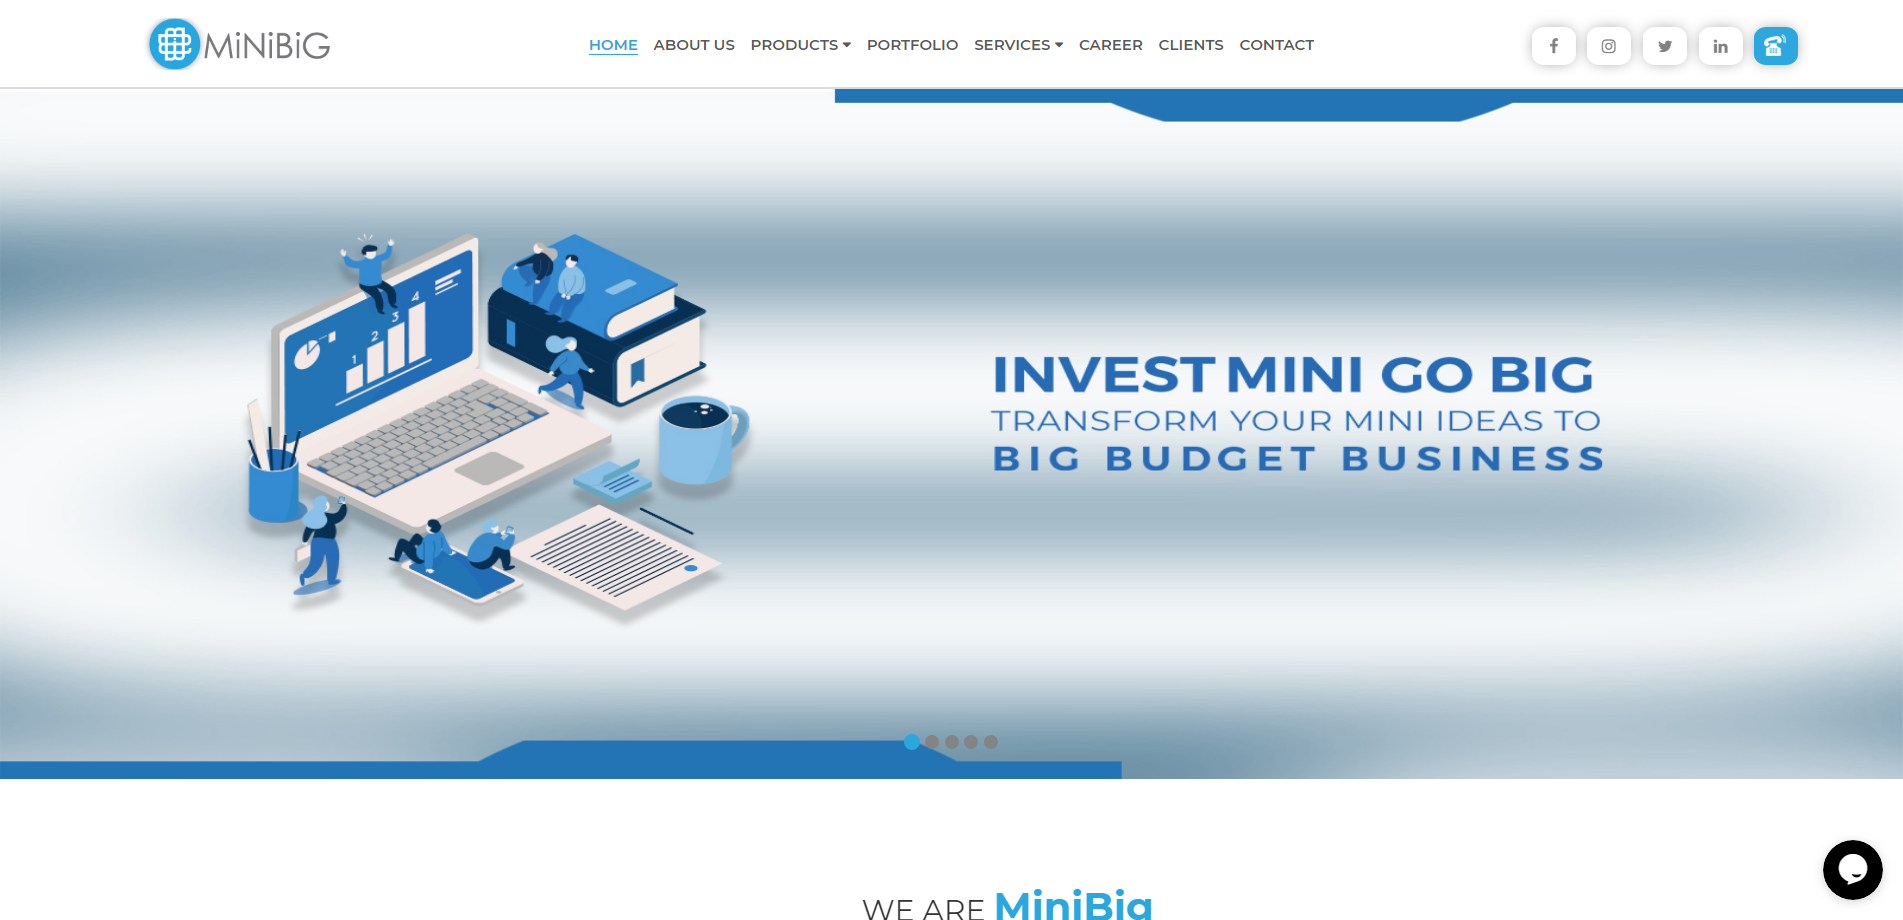 MiNiBiG
HOME ABOUT US PRODUCTS PORTFOLIO SERVICES CAREER CLIENTS CONTACT
1 2 3 4
INVEST MINI GO BIG
TRANSFORM YOUR MINI IDEAS TO
BIG BUDGET BUSINESS
WE ARE MiniBig